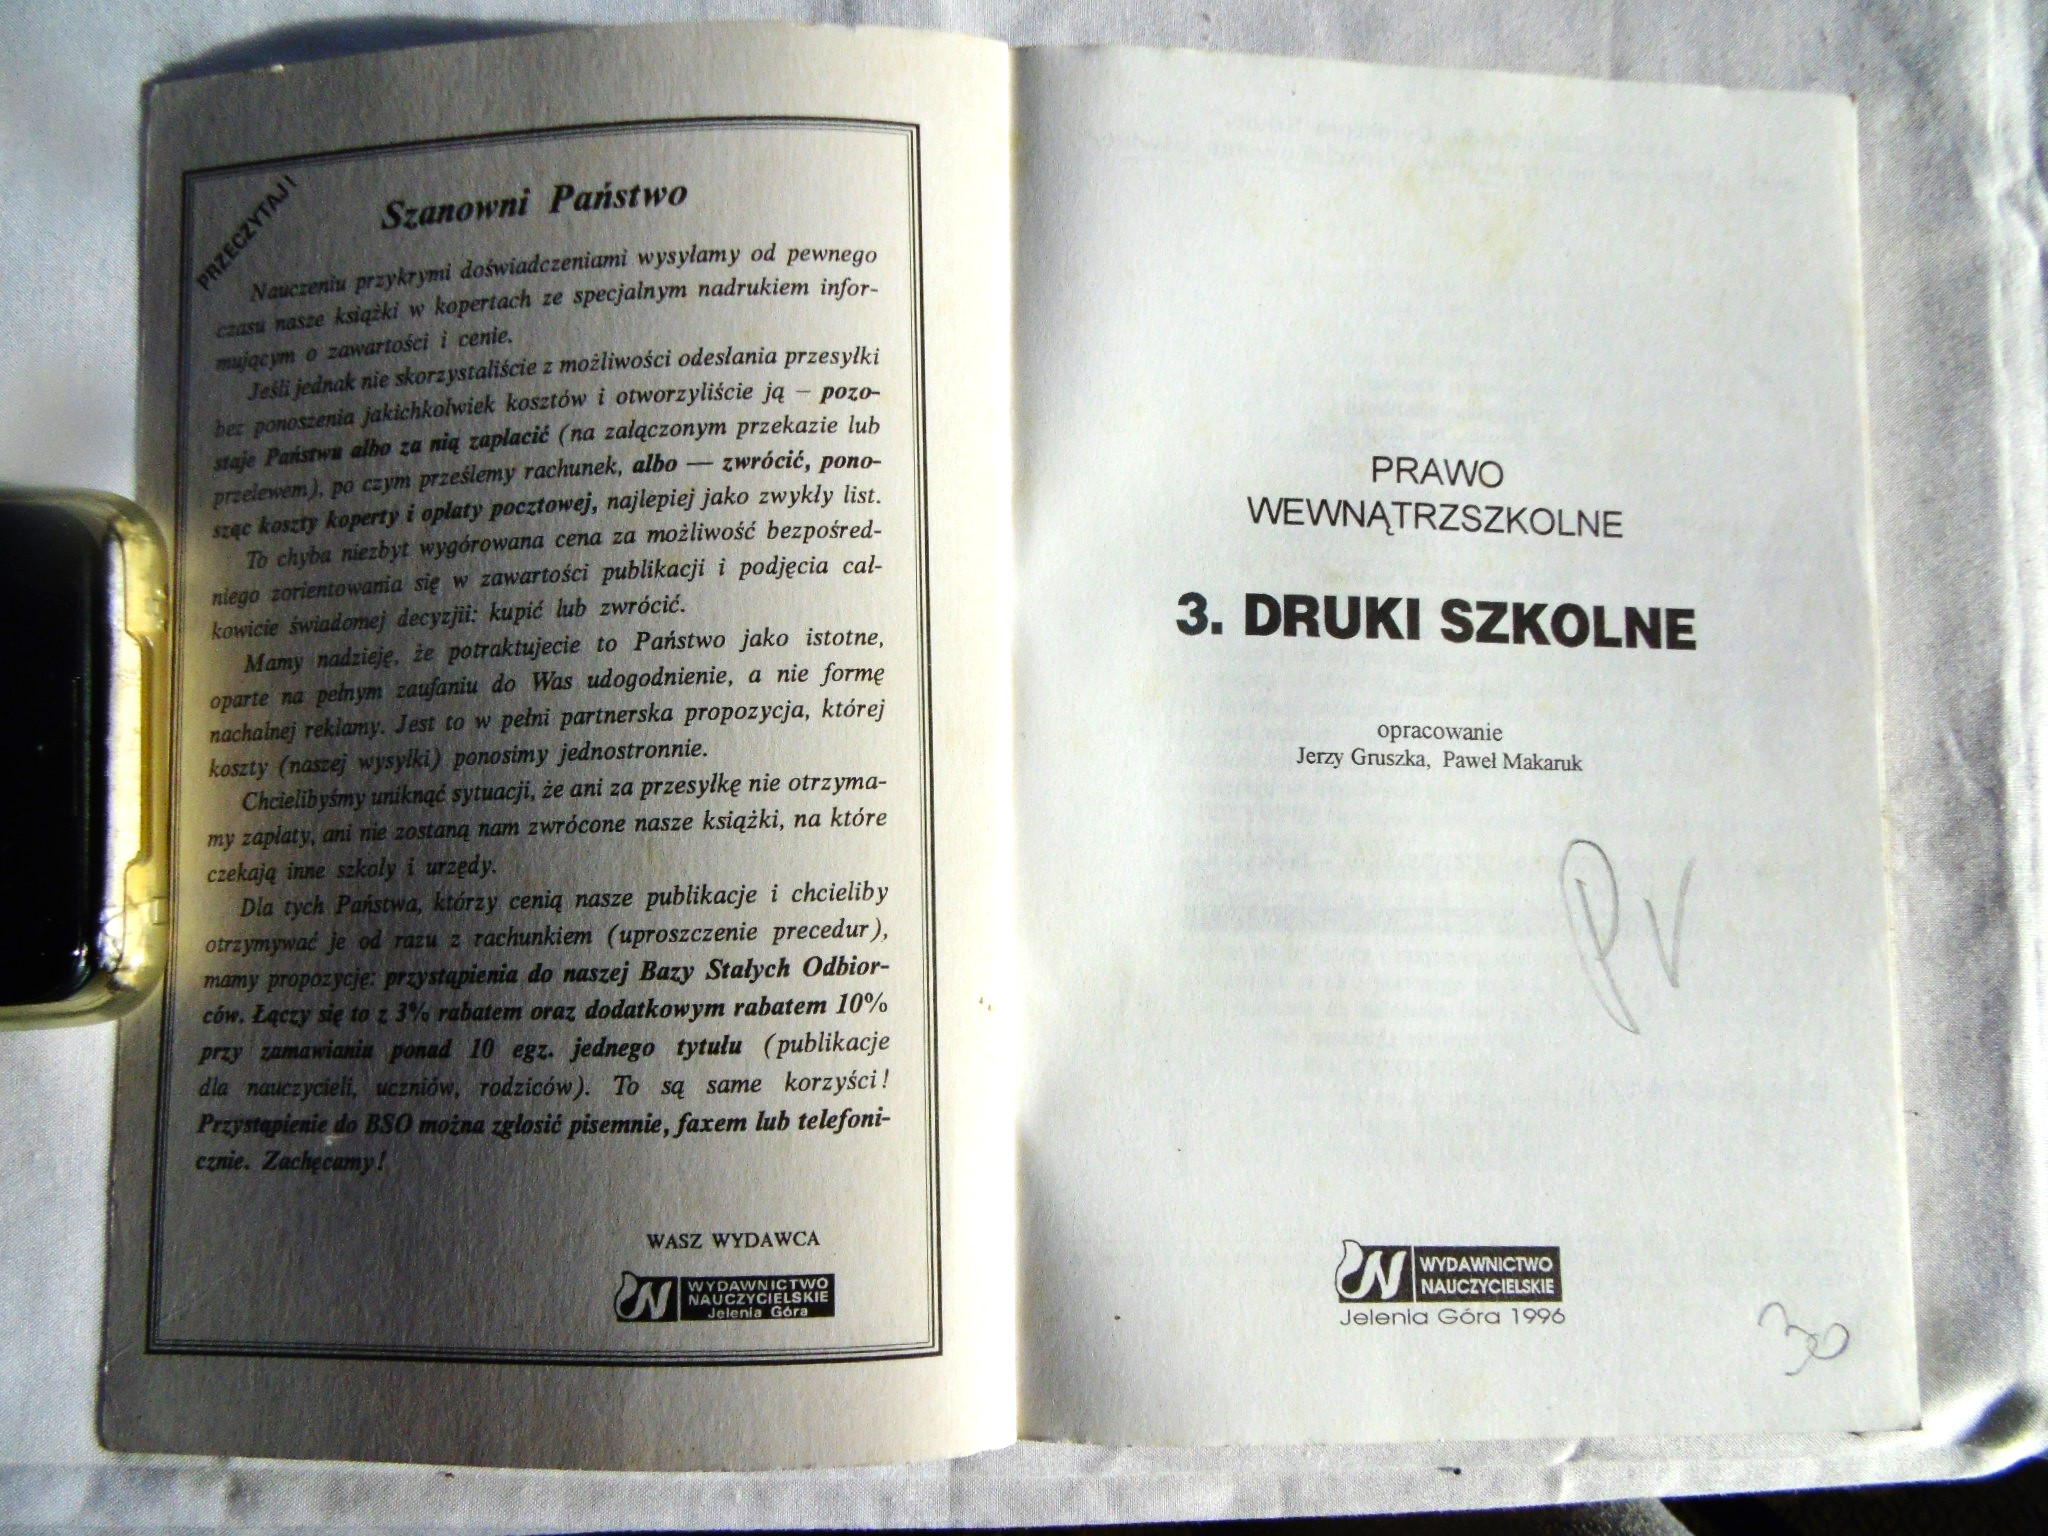 PRZECZYTAJ!
Szanowni Państwo
Nauczeniu przykrymi doświadczeniami wysyłamy od pewnego
czasu nasze książki w kopertach ze specjalnym nadrukiem infor-
mującym o zawartości i cenie.
Jeśli jednak nie skorzystaliście z możliwości odesłania przesyłki
bez ponoszenia jakichkolwiek kosztów i otworzyliście ją – pozo-
staje Państwu albo za nią zapłacić (na załączonym przekazie lub
przelewem), po czym prześlemy rachunek, albo — zwrócić, pono-
sząc koszty koperty i opłaty pocztowej, najlepiej jako zwykły list.
To chyba niezbyt wygórowana cena za możliwość bezpośred-
niego zorientowania się w zawartości publikacji i podjęcia cał-
kowicie świadomej decyzji: kupić lub zwrócić.
Mamy nadzieję, że potraktujecie to Państwo jako istotne,
oparte na pełnym zaufaniu do Was udogodnienie, a nie formę
nachalnej reklamy. Jest to w pełni partnerska propozycja, której
koszty (naszej wysyłki) ponosimy jednostronnie.
Chcielibyśmy uniknąć sytuacji, że ani za przesyłkę nie otrzyma-
my zapłaty, ani nie zostaną nam zwrócone nasze książki, na które
czekają inne szkoły i urzędy.
Dla tych Państwa, którzy cenią nasze publikacje i chcieliby
otrzymywać je od razu z rachunkiem (uproszczenie precedur),
mamy propozycję: przystąpienia do naszej Bazy Stałych Odbior-
ców. Łączy się to z 3% rabatem oraz dodatkowym rabatem 10%
przy zamawianiu ponad 10 egz. jednego tytułu (publikacje
dla nauczycieli, uczniów, rodziców). To są same korzyści!
Przystąpienie do BSO można zgłosić pisemnie, faxem lub telefoni-
cznie. Zachęcamy!
WASZ WYDAWCA
WYDAWNICTWO
NAUCZYCIELSKIE
Jelenia Góra
PRAWO
WEWNĄTRZSZKOLNE
3. DRUKI SZKOLNE
opracowanie
Jerzy Gruszka, Paweł Makaruk
WYDAWNICTWO
NAUCZYCIELSKIE
Jelenia Góra 1996
30